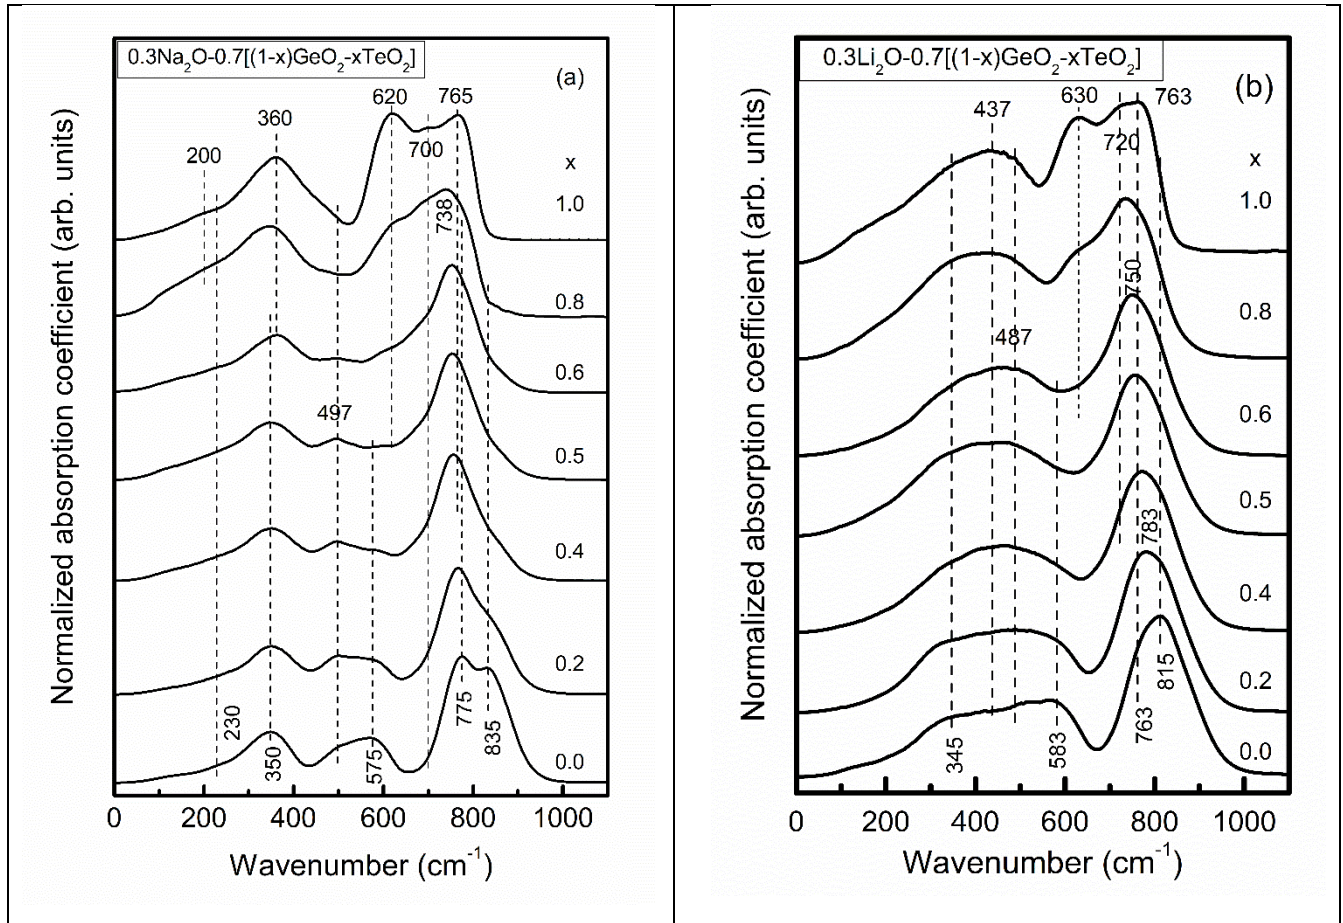 0.3Na₂O-0.7[(1-x)GeO₂-xTeO₂]
(a)
620 765
360
200
700
x
1.0
738
0.8
0.6
497
0.5
0.4
0.2
230
350
575
775
835
0.0
0 200 400 600 800 1000
Wavenumber (cm⁻¹)
Normalized absorption coefficient (arb. units)
0.3Li₂O-0.7[(1-x)GeO₂-xTeO₂]
(b)
437 630 763
720
x
1.0
750
0.8
487
0.6
0.5
783
0.4
0.2
815
763
345
583
0.0
0 200 400 600 800 1000
Wavenumber (cm⁻¹)
Normalized absorption coefficient (arb. units)